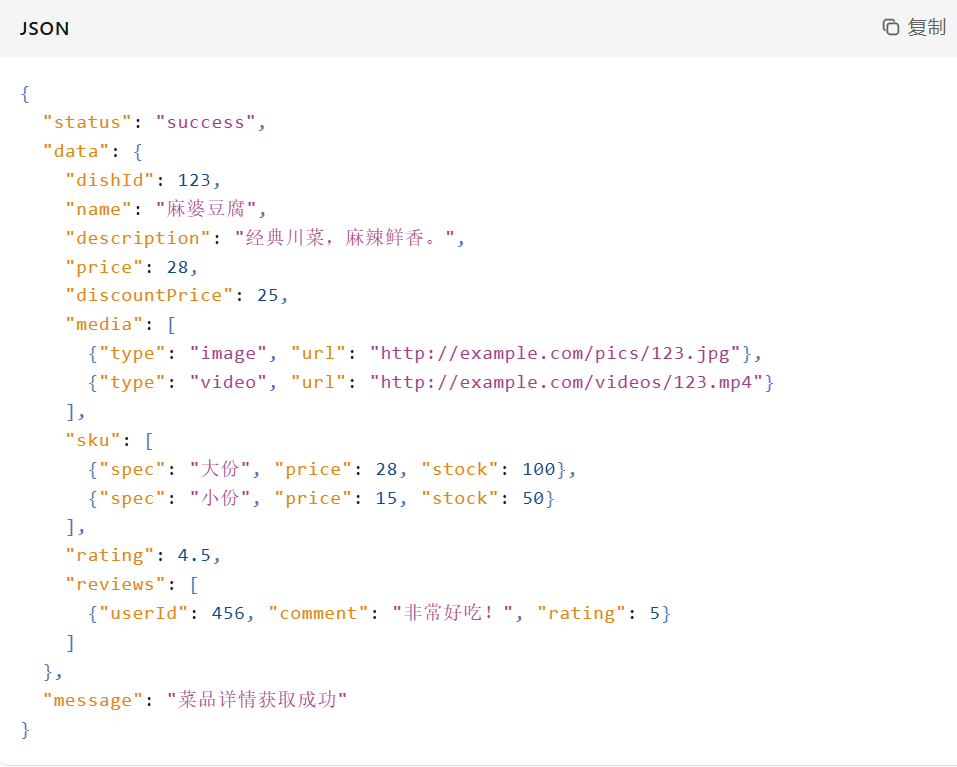 JSON
复制
{
  "status": "success",
  "data": {
    "dishId": 123,
    "name": "麻婆豆腐",
    "description": "经典川菜，麻辣鲜香。",
    "price": 28,
    "discountPrice": 25,
    "media": [
      {"type": "image", "url": "http://example.com/pics/123.jpg"},
      {"type": "video", "url": "http://example.com/videos/123.mp4"}
    ],
    "sku": [
      {"spec": "大份", "price": 28, "stock": 100},
      {"spec": "小份", "price": 15, "stock": 50}
    ],
    "rating": 4.5,
    "reviews": [
      {"userId": 456, "comment": "非常好吃！", "rating": 5}
    ]
  },
  "message": "菜品详情获取成功"
}